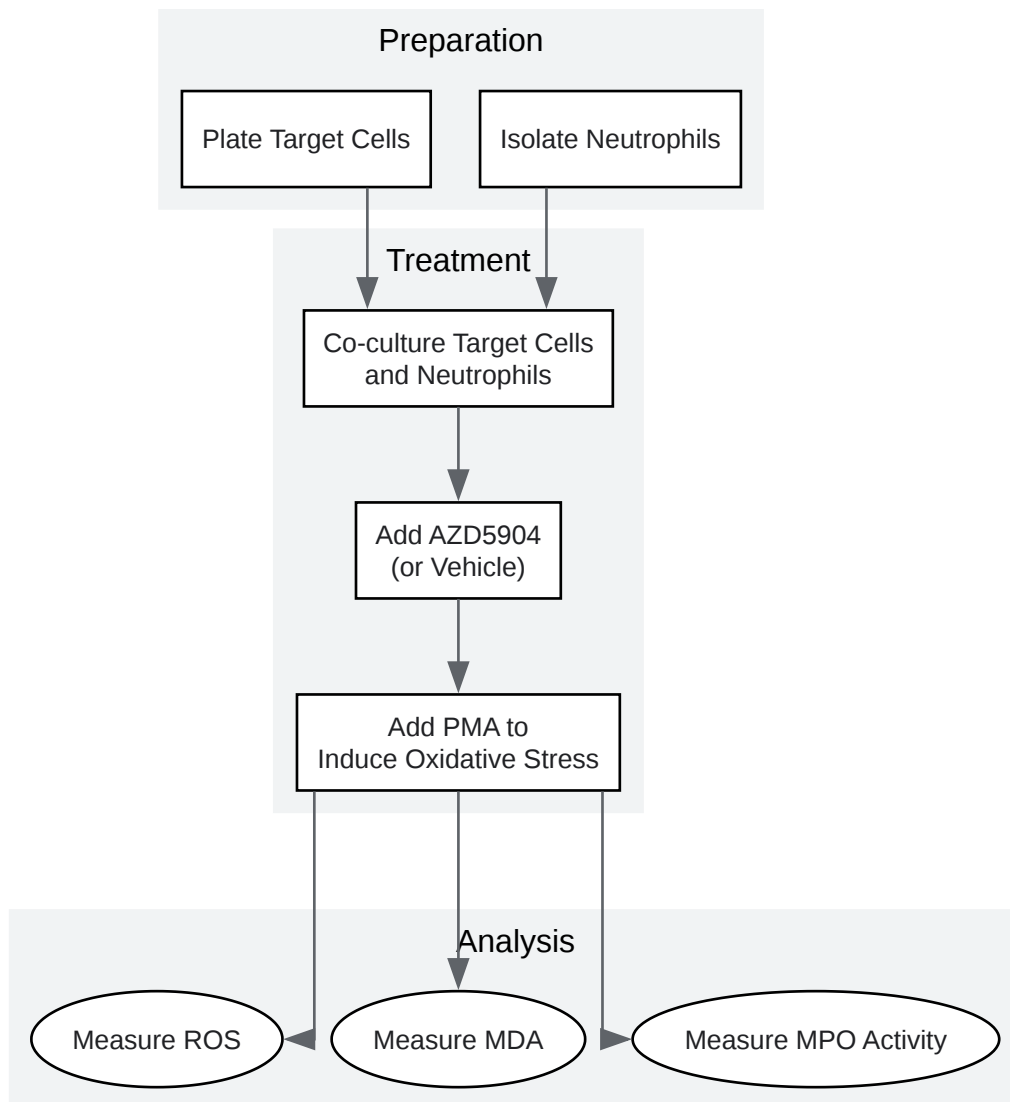 Preparation
Plate Target Cells
Isolate Neutrophils
Treatment
Co-culture Target Cells
and Neutrophils
Add AZD5904
(or Vehicle)
Add PMA to
Induce Oxidative Stress
Analysis
Measure ROS
Measure MDA
Measure MPO Activity